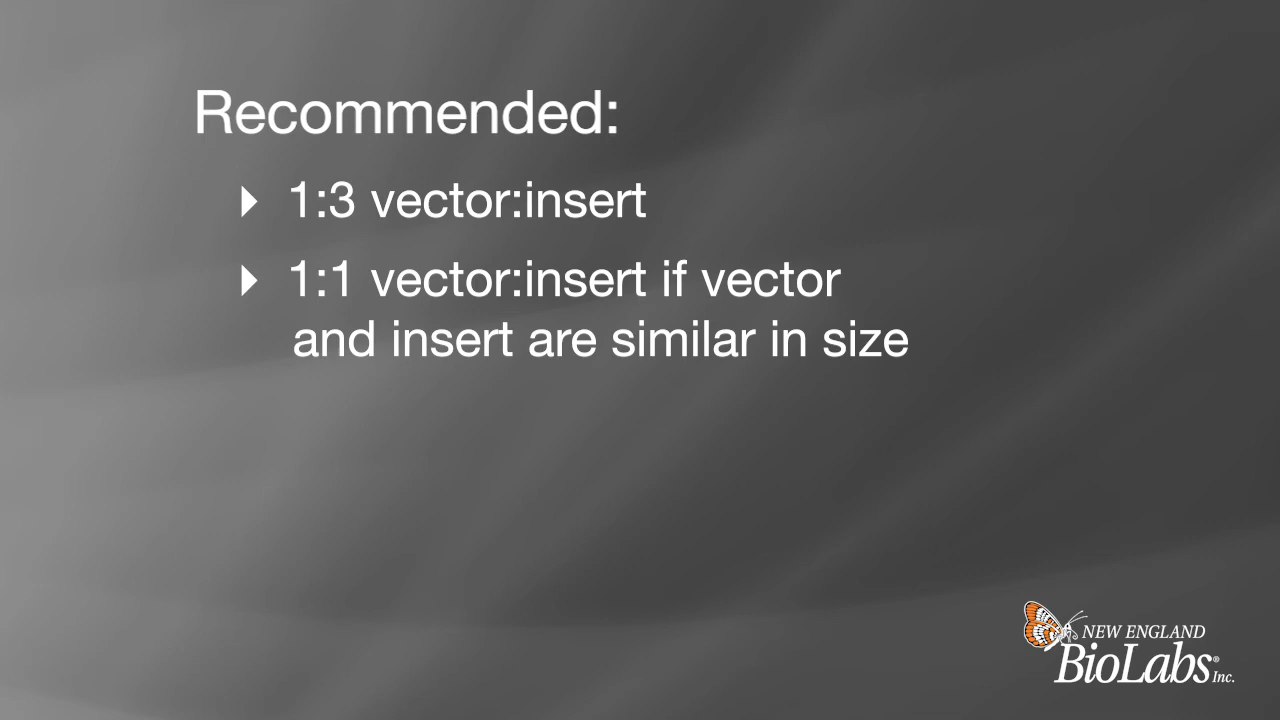 Recommended:
1:3 vector:insert
1:1 vector:insert if vector
and insert are similar in size
NEW ENGLAND
BioLabs® Inc.